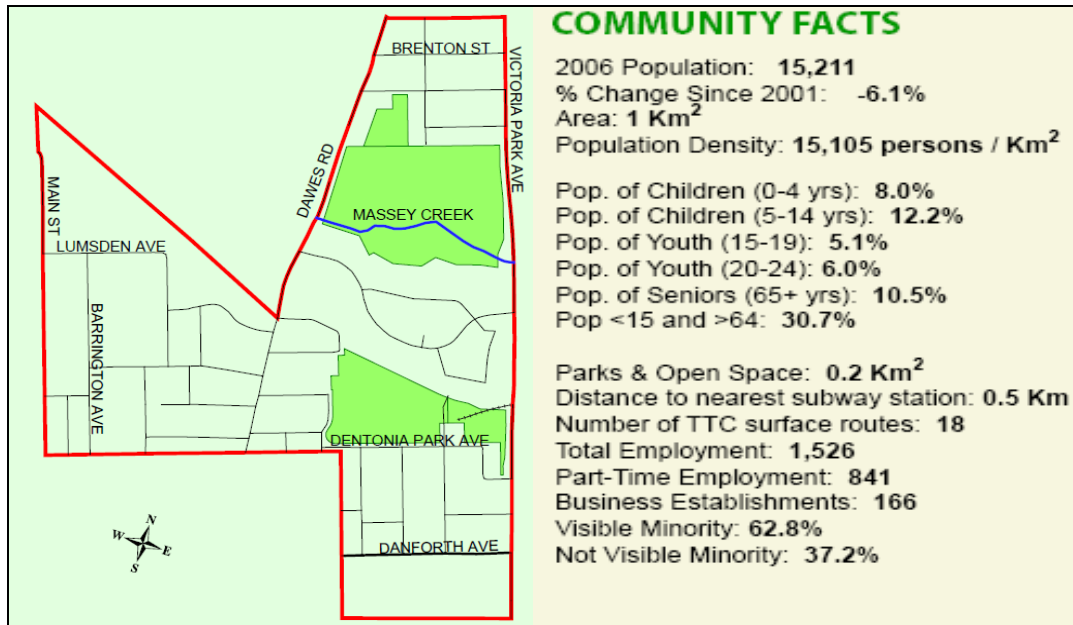 BRENTON ST
VICTORIA PARK AVE
DAWES RD
MAIN ST
MASSEY CREEK
LUMSDEN AVE
BARRINGTON AVE
DENTONIA PARK AVE
DANFORTH AVE
N
W
E
S
COMMUNITY FACTS
2006 Population: 15,211
% Change Since 2001: -6.1%
Area: 1 Km²
Population Density: 15,105 persons / Km²
Pop. of Children (0-4 yrs): 8.0%
Pop. of Children (5-14 yrs): 12.2%
Pop. of Youth (15-19): 5.1%
Pop. of Youth (20-24): 6.0%
Pop. of Seniors (65+ yrs): 10.5%
Pop <15 and >64: 30.7%
Parks & Open Space: 0.2 Km²
Distance to nearest subway station: 0.5 Km
Number of TTC surface routes: 18
Total Employment: 1,526
Part-Time Employment: 841
Business Establishments: 166
Visible Minority: 62.8%
Not Visible Minority: 37.2%